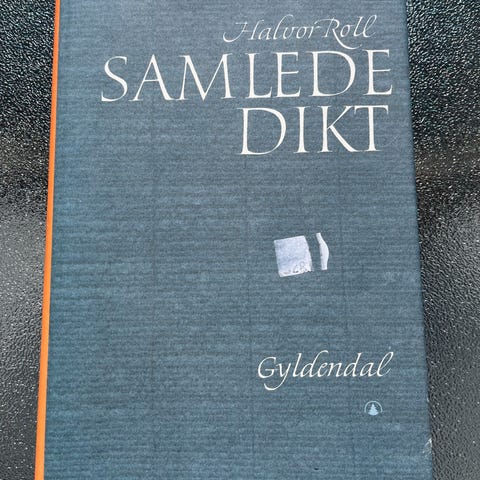 Halvor Roll
SAMLEDE
DIKT
Gyldendal